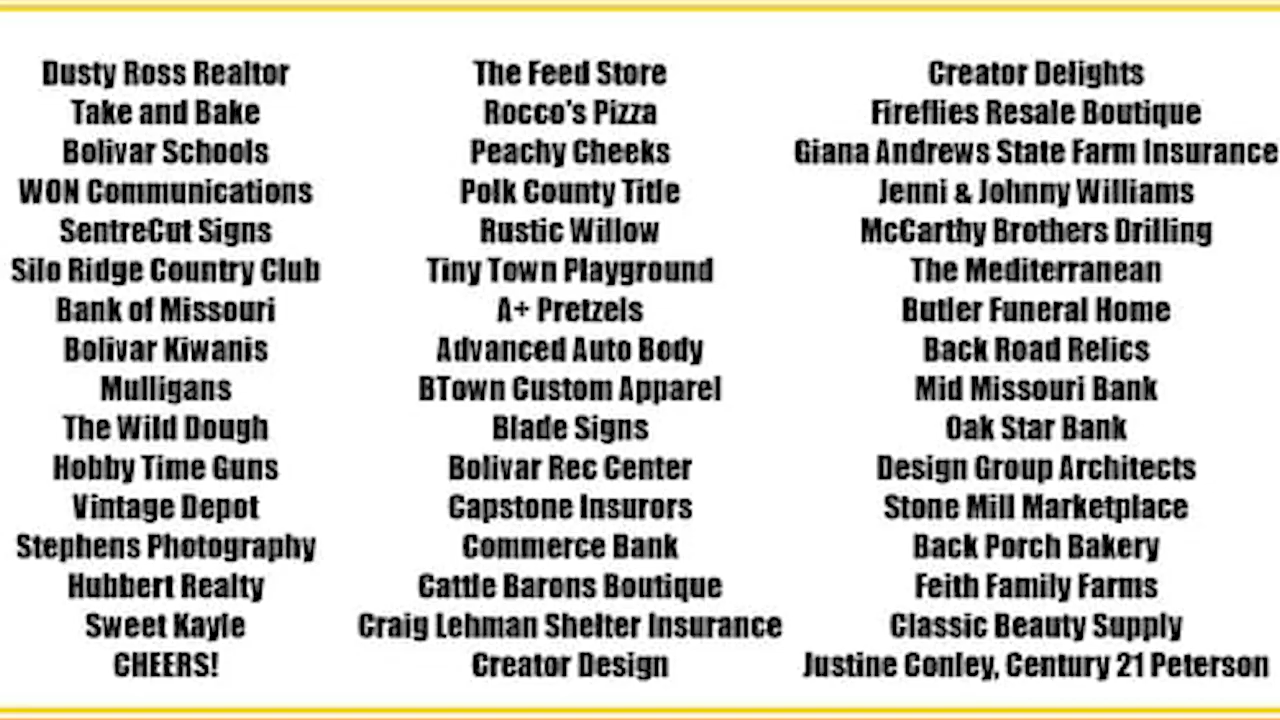 Dusty Ross Realtor
Take and Bake
Bolivar Schools
WON Communications
SentreCut Signs
Silo Ridge Country Club
Bank of Missouri
Bolivar Kiwanis
Mulligans
The Wild Dough
Hobby Time Guns
Vintage Depot
Stephens Photography
Hubbert Realty
Sweet Kayle
CHEERS!
The Feed Store
Rocco's Pizza
Peachy Cheeks
Polk County Title
Rustic Willow
Tiny Town Playground
A+ Pretzels
Advanced Auto Body
BTown Custom Apparel
Blade Signs
Bolivar Rec Center
Capstone Insurors
Commerce Bank
Cattle Barons Boutique
Craig Lehman Shelter Insurance
Creator Design
Creator Delights
Fireflies Resale Boutique
Giana Andrews State Farm Insurance
Jenni & Johnny Williams
McCarthy Brothers Drilling
The Mediterranean
Butler Funeral Home
Back Road Relics
Mid Missouri Bank
Oak Star Bank
Design Group Architects
Stone Mill Marketplace
Back Porch Bakery
Feith Family Farms
Classic Beauty Supply
Justine Conley, Century 21 Peterson